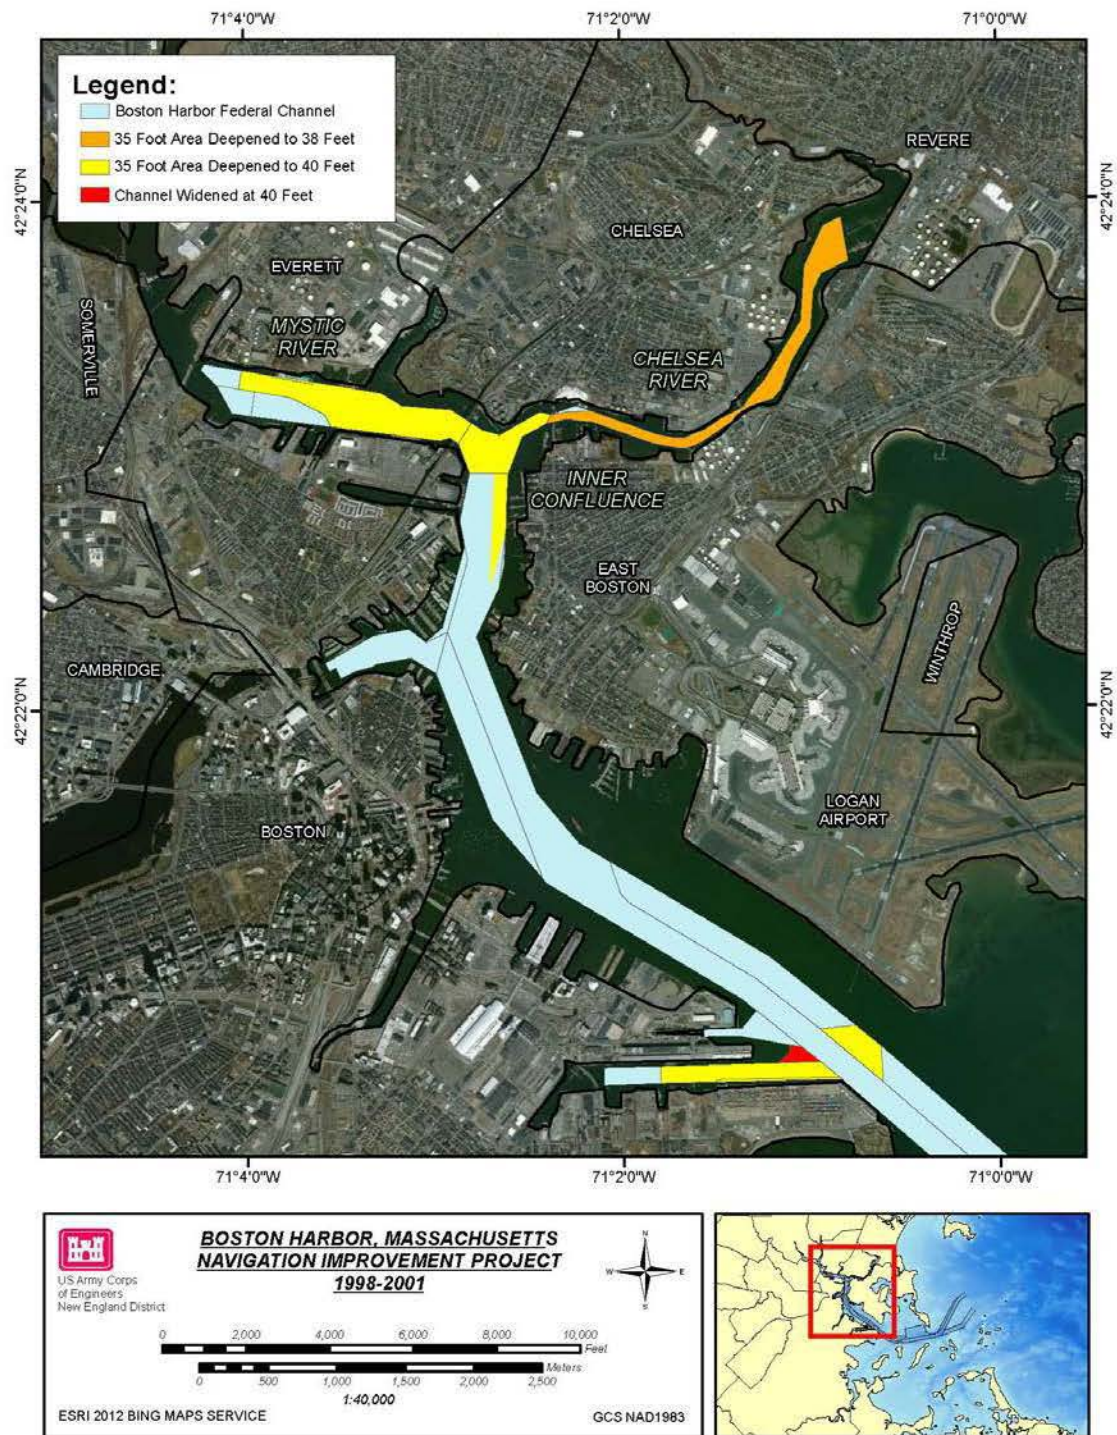 71°4'0"W
71°2'0"W
71°0'0"W
Legend:
Boston Harbor Federal Channel
35 Foot Area Deepened to 38 Feet
35 Foot Area Deepened to 40 Feet
Channel Widened at 40 Feet
REVERE
42°24'0"N
42°24'0"N
CHELSEA
EVERETT
SOMERVILLE
MYSTIC
RIVER
CHELSEA
RIVER
INNER
CONFLUENCE
EAST
BOSTON
WINTHROP
CAMBRIDGE
42°22'0"N
42°22'0"N
LOGAN
AIRPORT
BOSTON
71°4'0"W
71°2'0"W
71°0'0"W
US Army Corps
of Engineers
New England District
BOSTON HARBOR, MASSACHUSETTS
NAVIGATION IMPROVEMENT PROJECT
1998-2001
N
W
E
S
0 2,000 4,000 6,000 8,000 10,000
Feet
Meters
0 500 1,000 1,500 2,000 2,500
1:40,000
ESRI 2012 BING MAPS SERVICE
GCS NAD1983